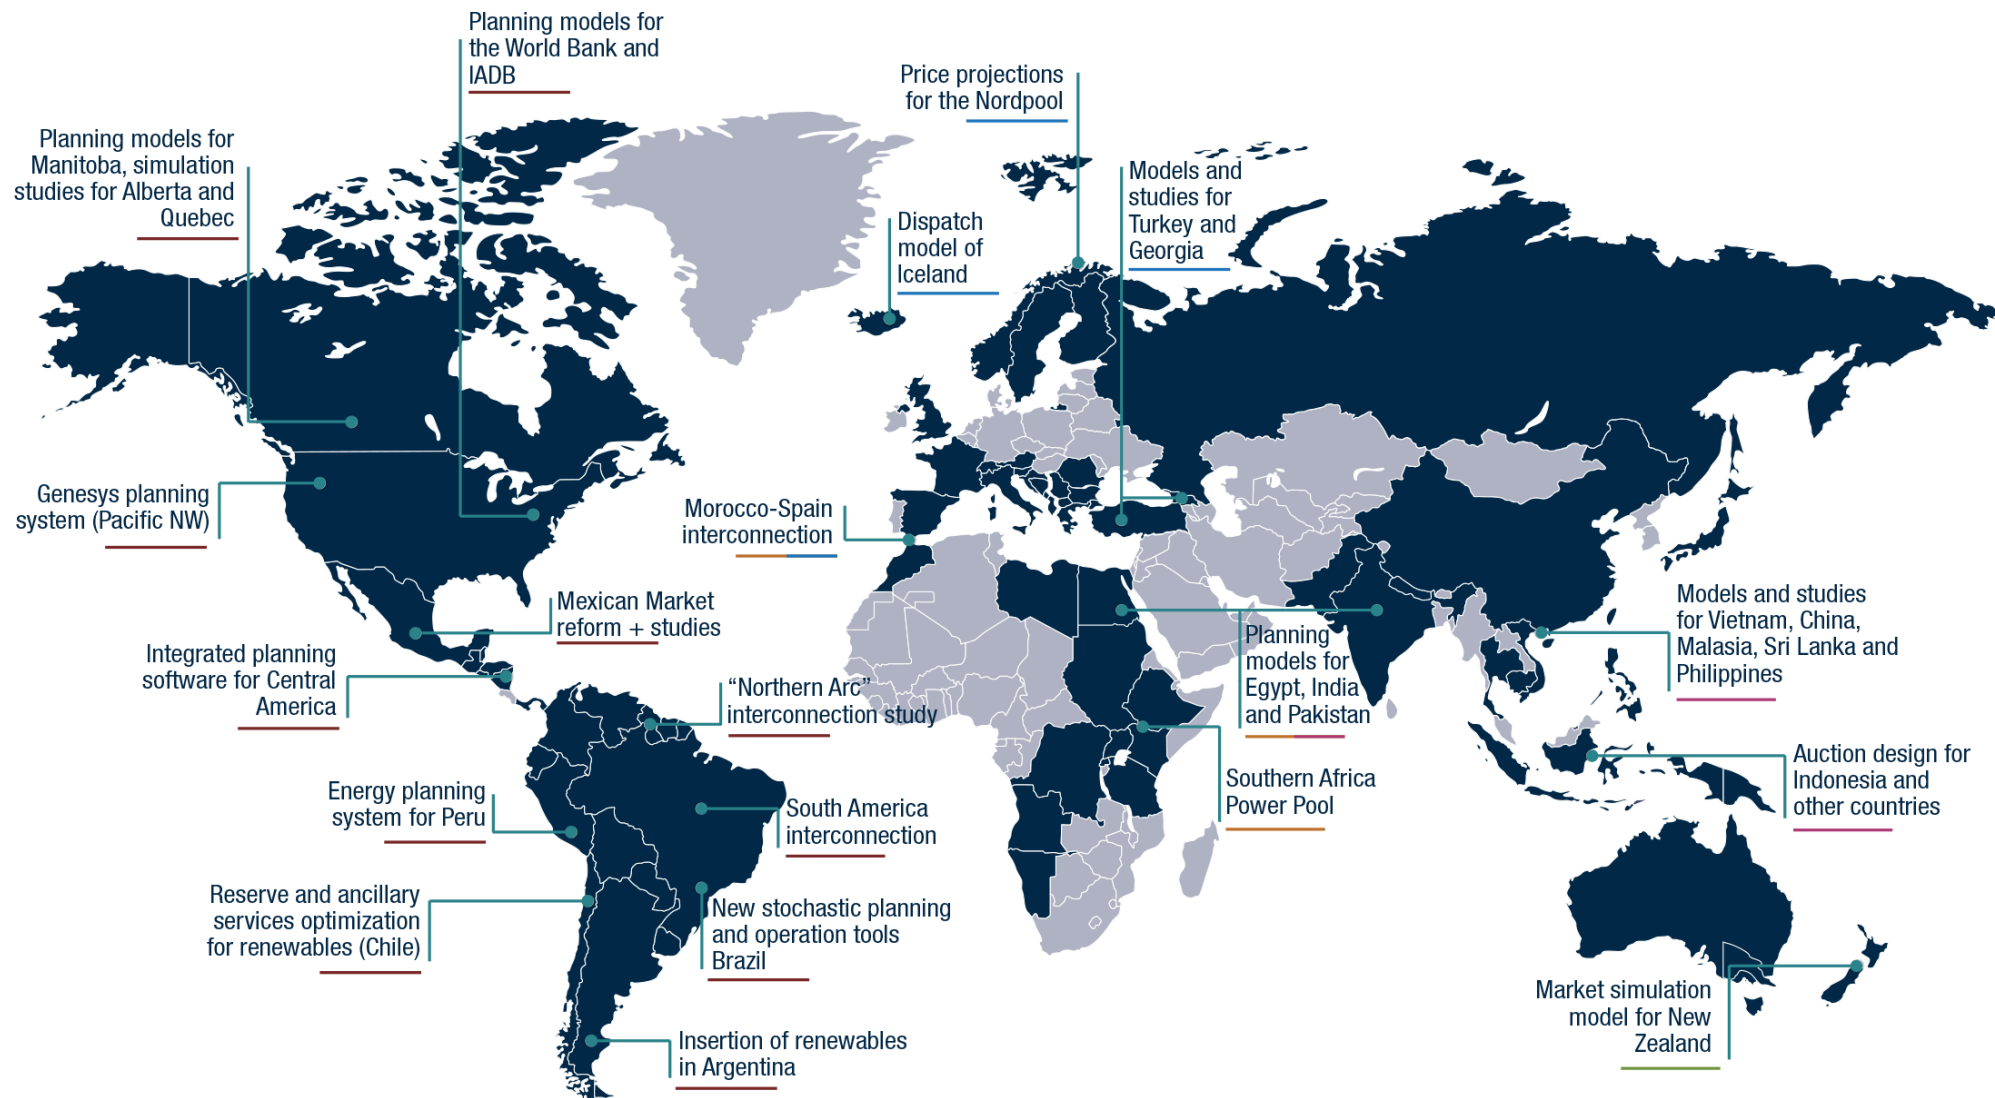 Planning models for
the World Bank and
IADB
Price projections
for the Nordpool
Planning models for
Manitoba, simulation
studies for Alberta and
Quebec
Models and
studies for
Turkey and
Georgia
Dispatch
model of
Iceland
Genesys planning
system (Pacific NW)
Morocco-Spain
interconnection
Mexican Market
reform + studies
Models and studies
for Vietnam, China,
Malasia, Sri Lanka and
Philippines
Planning
models for
Egypt, India
and Pakistan
Integrated planning
software for Central
America
“Northern Arc”
interconnection study
Auction design for
Indonesia and
other countries
Southern Africa
Power Pool
Energy planning
system for Peru
South America
interconnection
Reserve and ancillary
services optimization
for renewables (Chile)
New stochastic planning
and operation tools
Brazil
Market simulation
model for New
Zealand
Insertion of renewables
in Argentina